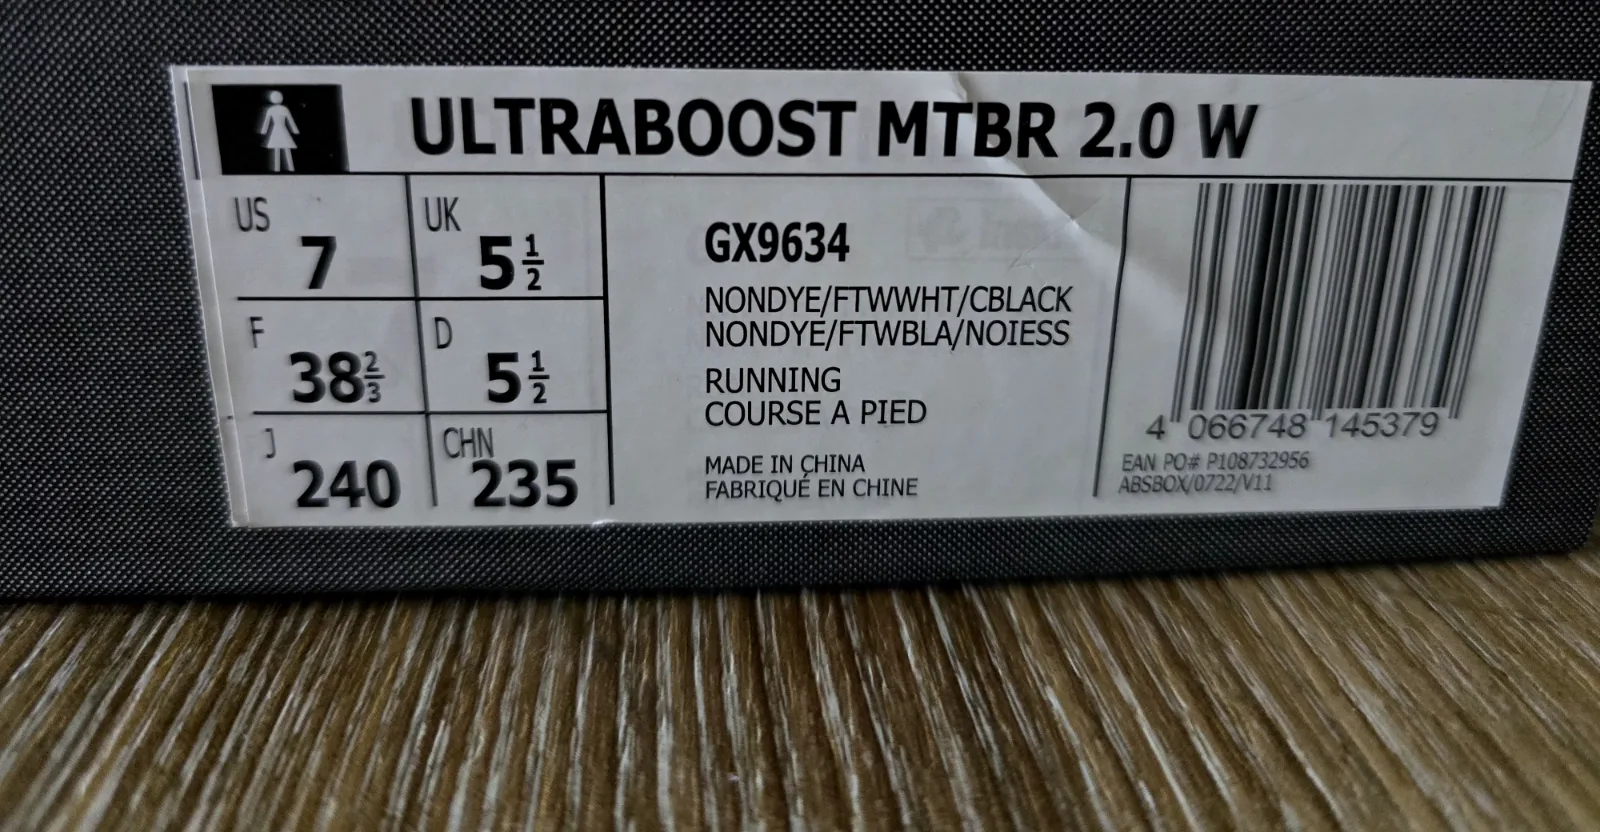 ULTRABOOST MTBR 2.0 W
US
7
UK
5 1/2
F
38 2/3
D
5 1/2
J
240
CHN
235
GX9634
NONDYE/FTWWHT/CBLACK
NONDYE/FTWBLA/NOIESS
RUNNING
COURSE A PIED
MADE IN CHINA
FABRIQUÉ EN CHINE
4 066748 145379
EAN PO# P108732956
ABSBOX/0722/V11